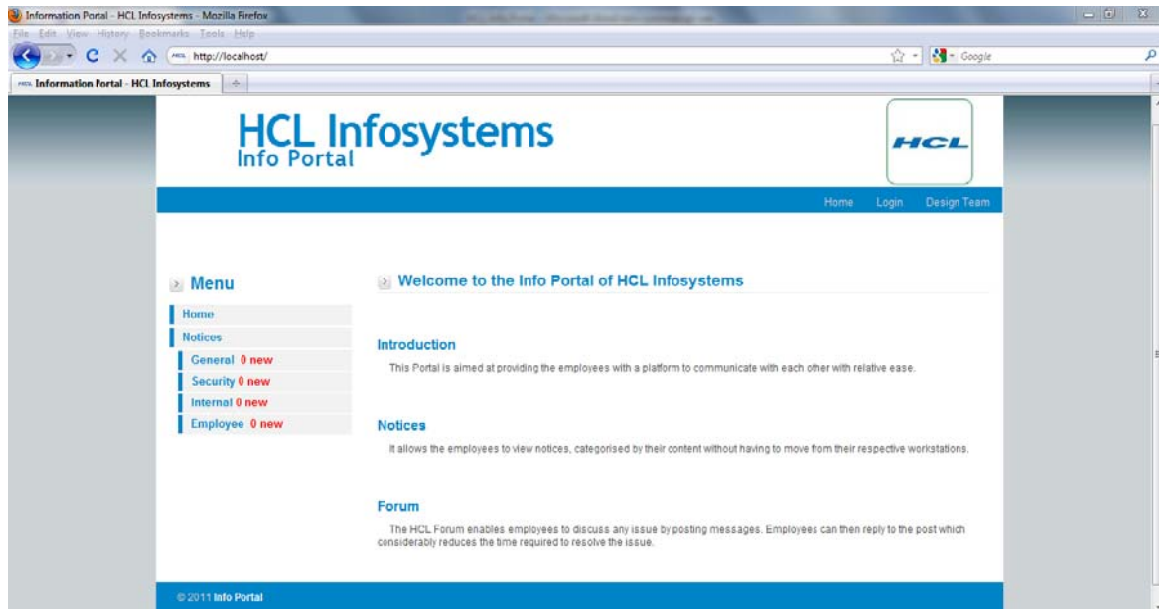 Information Portal - HCL Infosystems - Mozilla Firefox
File Edit View History Bookmarks Tools Help
HCL http://localhost/
Google
HCL Information Portal - HCL Infosystems
HCL Infosystems
Info Portal
HCL
Home Login Design Team
Menu
Home
Notices
General 0 new
Security 0 new
Internal 0 new
Employee 0 new
Welcome to the Info Portal of HCL Infosystems
Introduction
This Portal is aimed at providing the employees with a platform to communicate with each other with relative ease.
Notices
It allows the employees to view notices, categorised by their content without having to move from their respective workstations.
Forum
The HCL Forum enables employees to discuss any issue by posting messages. Employees can then reply to the post which
considerably reduces the time required to resolve the issue.
© 2011 Info Portal